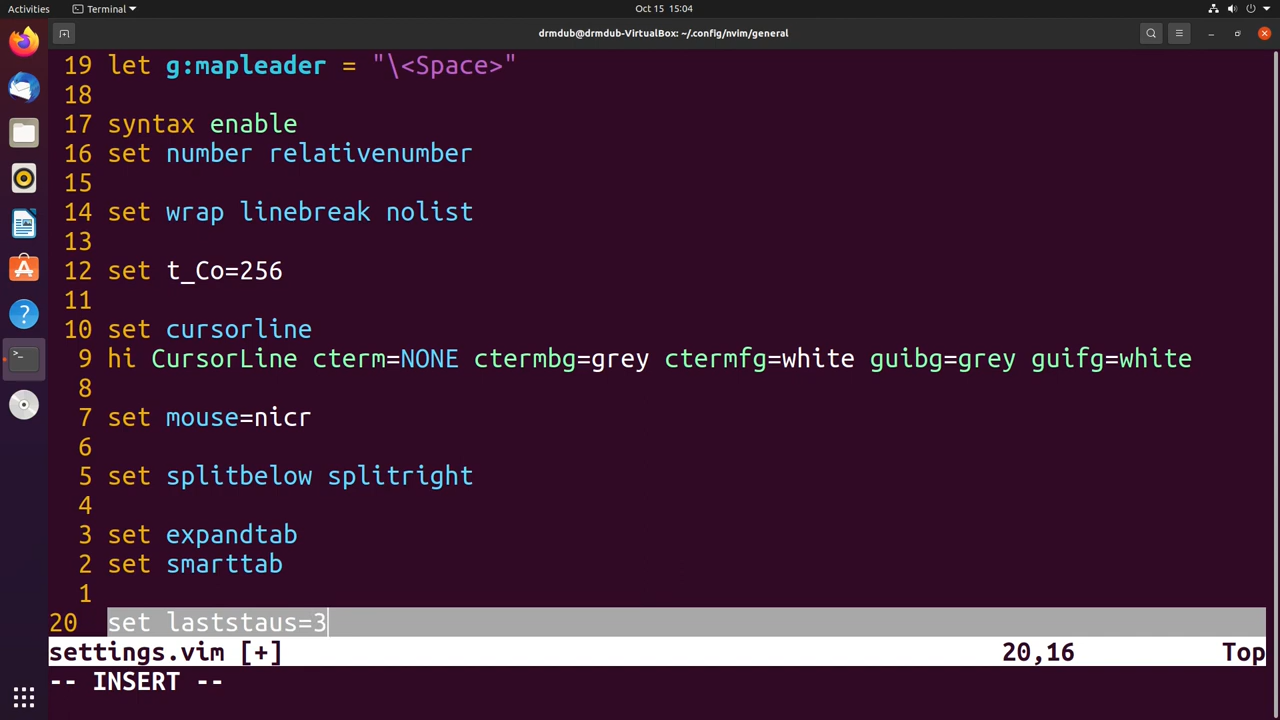 Activities
Terminal
Oct 15 15:04
drmdub@drmdub-VirtualBox: ~/.config/nvim/general
19 let g:mapleader = "\<Space>"
18
17 syntax enable
16 set number relativenumber
15
14 set wrap linebreak nolist
13
12 set t_Co=256
11
10 set cursorline
9 hi CursorLine cterm=NONE ctermbg=grey ctermfg=white guibg=grey guifg=white
8
7 set mouse=nicr
6
5 set splitbelow splitright
4
3 set expandtab
2 set smarttab
1
20 set laststaus=3
settings.vim [+] 20,16 Top
-- INSERT --